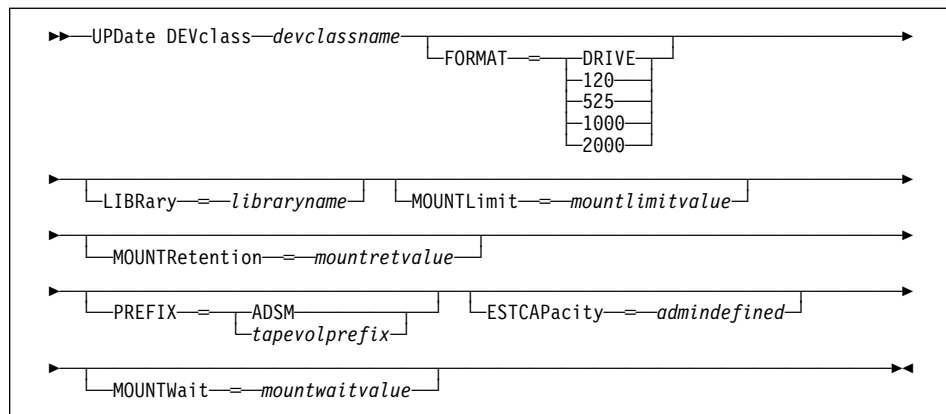 UPDate DEVclass devclassname
FORMAT = DRIVE
120
525
1000
2000
LIBRary = libraryname MOUNTLimit = mountlimitvalue
MOUNTRetention = mountretvalue
PREFIX = ADSM ESTCAPacity = admindefined
tapevolprefix
MOUNTWait = mountwaitvalue